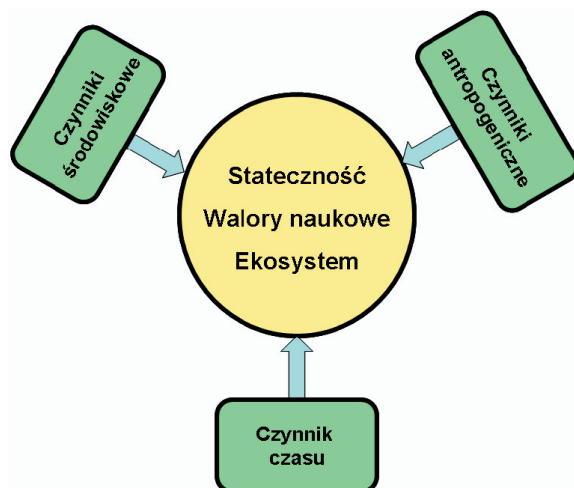 Czynniki
środowiskowe
Czynniki
antropogeniczne
Stateczność
Walory naukowe
Ekosystem
Czynnik
czasu